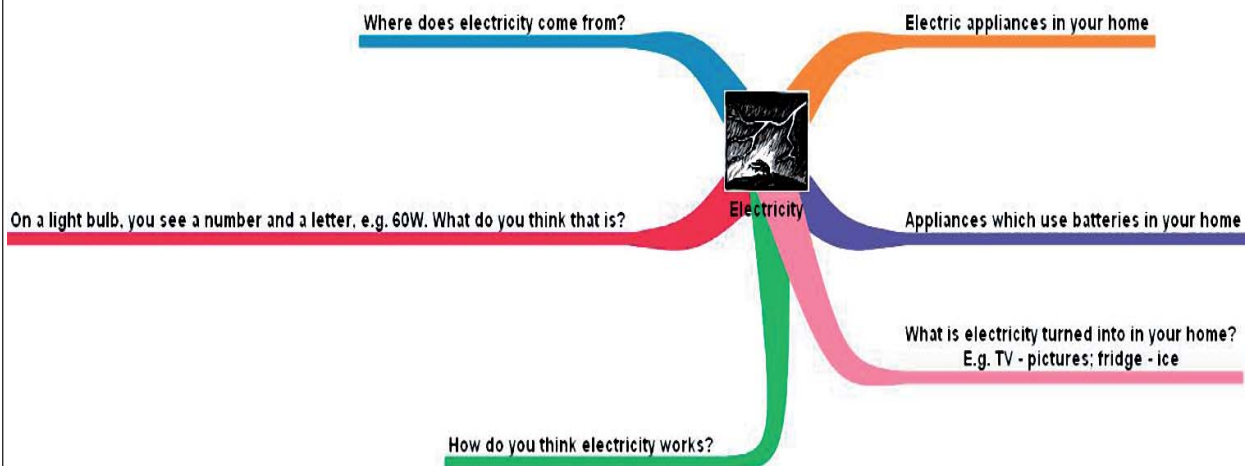 Where does electricity come from?
Electric appliances in your home
On a light bulb, you see a number and a letter, e.g. 60W. What do you think that is?
Electricity
Appliances which use batteries in your home
What is electricity turned into in your home?
E.g. TV - pictures; fridge - ice
How do you think electricity works?